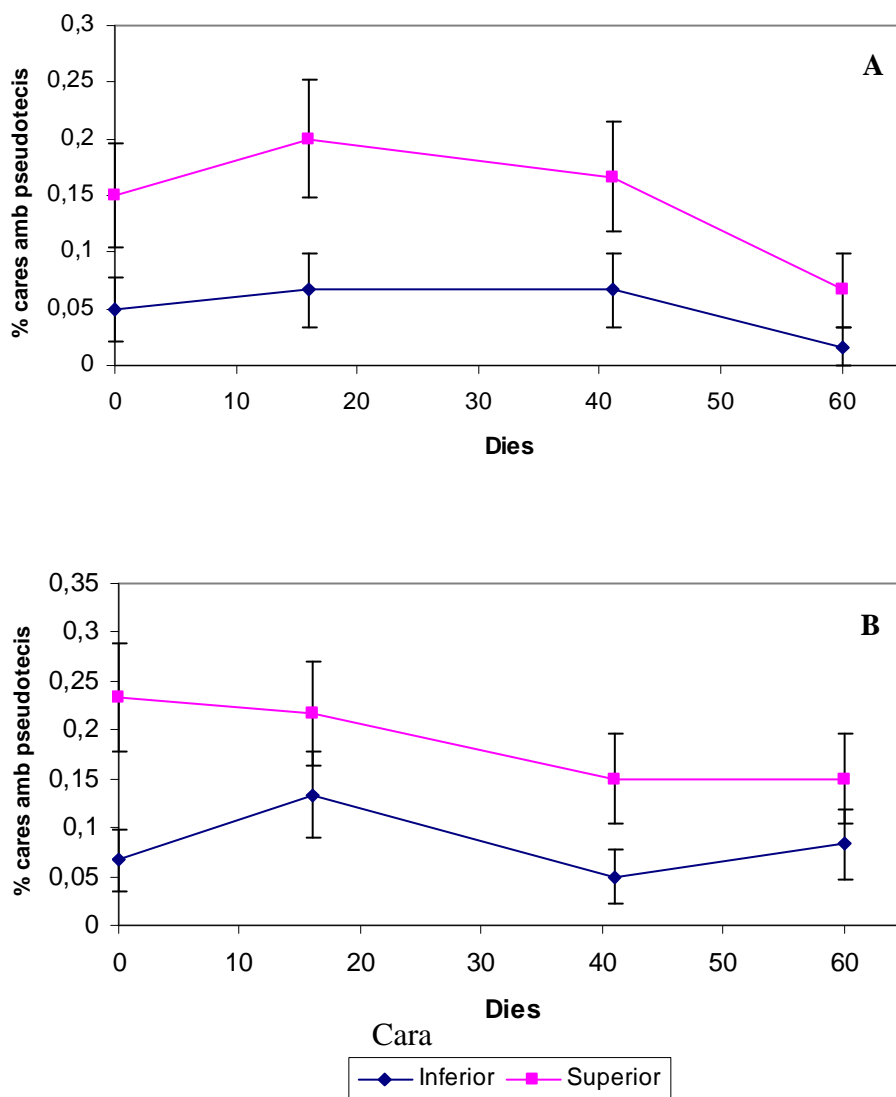 0,3
A
0,25
0,2
0,15
0,1
0,05
0
% cares amb pseudotecis
0 10 20 30 40 50 60
Dies
0,35
B
0,3
0,25
0,2
0,15
0,1
0,05
0
% cares amb pseudotecis
0 10 20 30 40 50 60
Dies
Cara
Inferior Superior